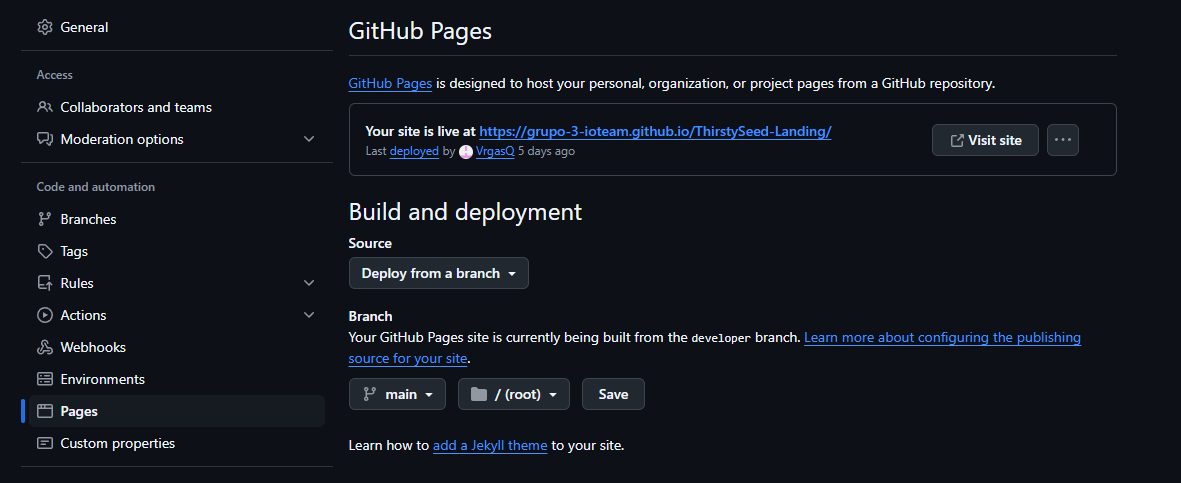 General
Access
Collaborators and teams
Moderation options
Code and automation
Branches
Tags
Rules
Actions
Webhooks
Environments
Pages
Custom properties
GitHub Pages
GitHub Pages is designed to host your personal, organization, or project pages from a GitHub repository.
Your site is live at https://grupo-3-ioteam.github.io/ThirstySeed-Landing/
Last deployed by VrgasQ 5 days ago
Visit site
Build and deployment
Source
Deploy from a branch
Branch
Your GitHub Pages site is currently being built from the developer branch. Learn more about configuring the publishing
source for your site.
main
/ (root)
Save
Learn how to add a Jekyll theme to your site.